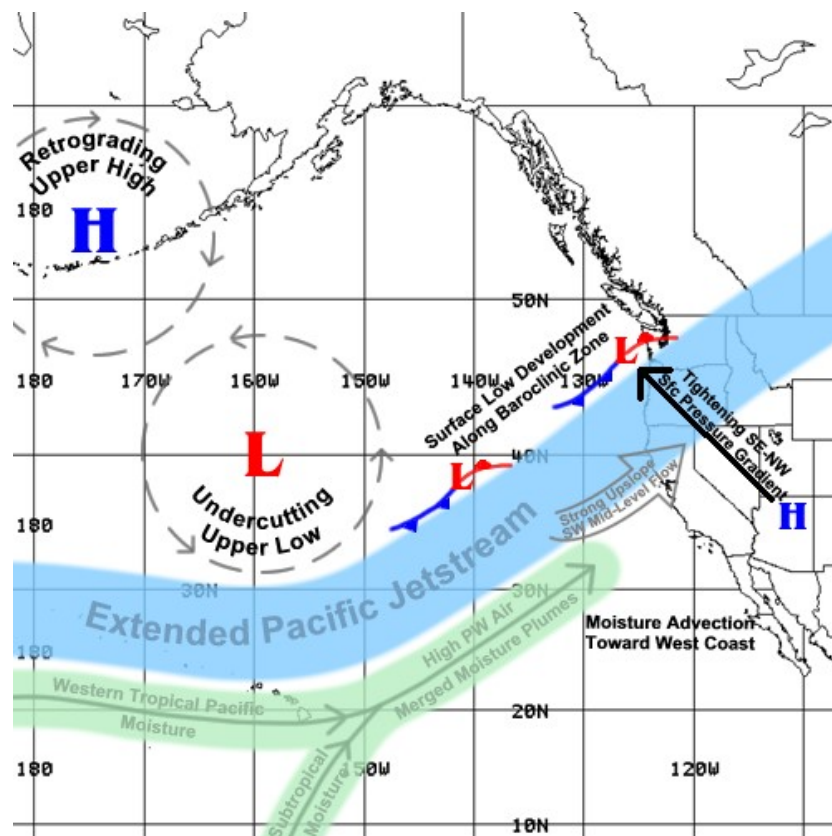 Retrograding
Upper High
180
H
50N
180
170W
160W
150W
140W
130W
Surface Low Development
Along Baroclinic Zone
L
L
Tightening SE-NW
Sfc Pressure Gradient
H
40N
L
Undercutting
Upper Low
180
Strong Upslope
SW Mid-Level Flow
Extended Pacific Jetstream
30N
30N
180
High PW Air
Merged Moisture Plumes
Moisture Advection
Toward West Coast
Western Tropical Pacific
Moisture
20N
Subtropical
Moisture
180
150W
120W
10N